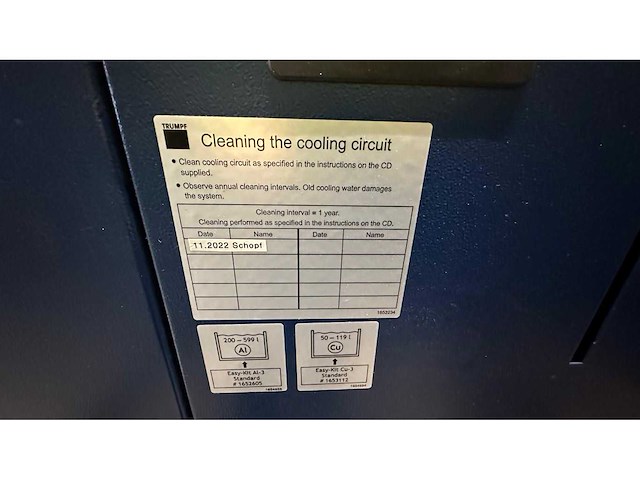 TRUMPF
Cleaning the cooling circuit
• Clean cooling circuit as specified in the instructions on the CD
supplied.
• Observe annual cleaning intervals. Old cooling water damages
the system.
Cleaning interval = 1 year.
Cleaning performed as specified in the instructions on the CD.
Date Name Date Name
11.2022 Schopf
1653234
200 – 599 l
Al
Easy-Kit Al-3
Standard
# 1652605
50 – 119 l
Cu
Easy-Kit Cu-3
Standard
# 1653112